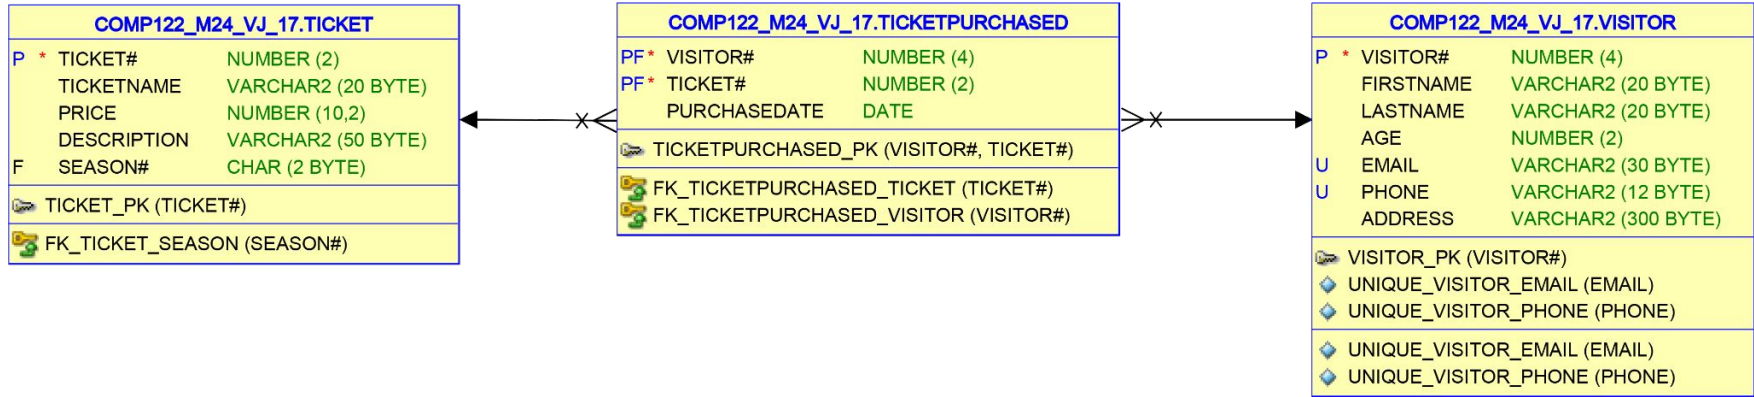 COMP122_M24_VJ_17.TICKET
P * TICKET# NUMBER (2)
TICKETNAME VARCHAR2 (20 BYTE)
PRICE NUMBER (10,2)
DESCRIPTION VARCHAR2 (50 BYTE)
F SEASON# CHAR (2 BYTE)
TICKET_PK (TICKET#)
FK_TICKET_SEASON (SEASON#)
COMP122_M24_VJ_17.TICKETPURCHASED
PF* VISITOR# NUMBER (4)
PF* TICKET# NUMBER (2)
PURCHASEDATE DATE
TICKETPURCHASED_PK (VISITOR#, TICKET#)
FK_TICKETPURCHASED_TICKET (TICKET#)
FK_TICKETPURCHASED_VISITOR (VISITOR#)
COMP122_M24_VJ_17.VISITOR
P * VISITOR# NUMBER (4)
FIRSTNAME VARCHAR2 (20 BYTE)
LASTNAME VARCHAR2 (20 BYTE)
AGE NUMBER (2)
U EMAIL VARCHAR2 (30 BYTE)
U PHONE VARCHAR2 (12 BYTE)
ADDRESS VARCHAR2 (300 BYTE)
VISITOR_PK (VISITOR#)
UNIQUE_VISITOR_EMAIL (EMAIL)
UNIQUE_VISITOR_PHONE (PHONE)
UNIQUE_VISITOR_EMAIL (EMAIL)
UNIQUE_VISITOR_PHONE (PHONE)